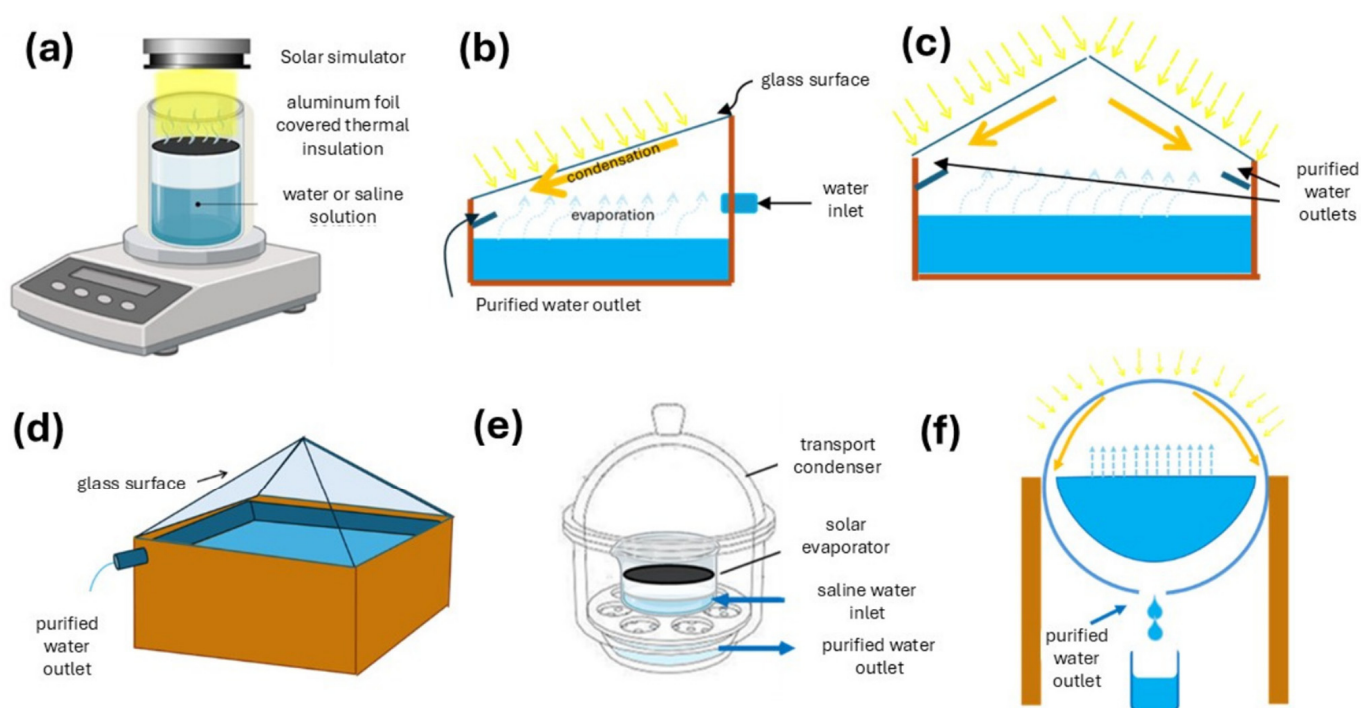 (a)
Solar simulator
aluminum foil
covered thermal
insulation
water or saline
solution
(b)
glass surface
condensation
evaporation
water
inlet
Purified water outlet
(c)
purified
water
outlets
(d)
glass surface
purified
water
outlet
(e)
transport
condenser
solar
evaporator
saline water
inlet
purified water
outlet
(f)
purified
water
outlet